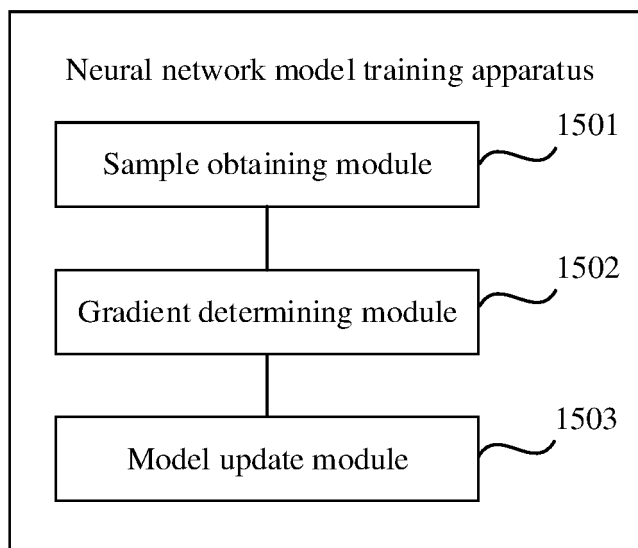 Neural network model training apparatus
1501
Sample obtaining module
1502
Gradient determining module
1503
Model update module